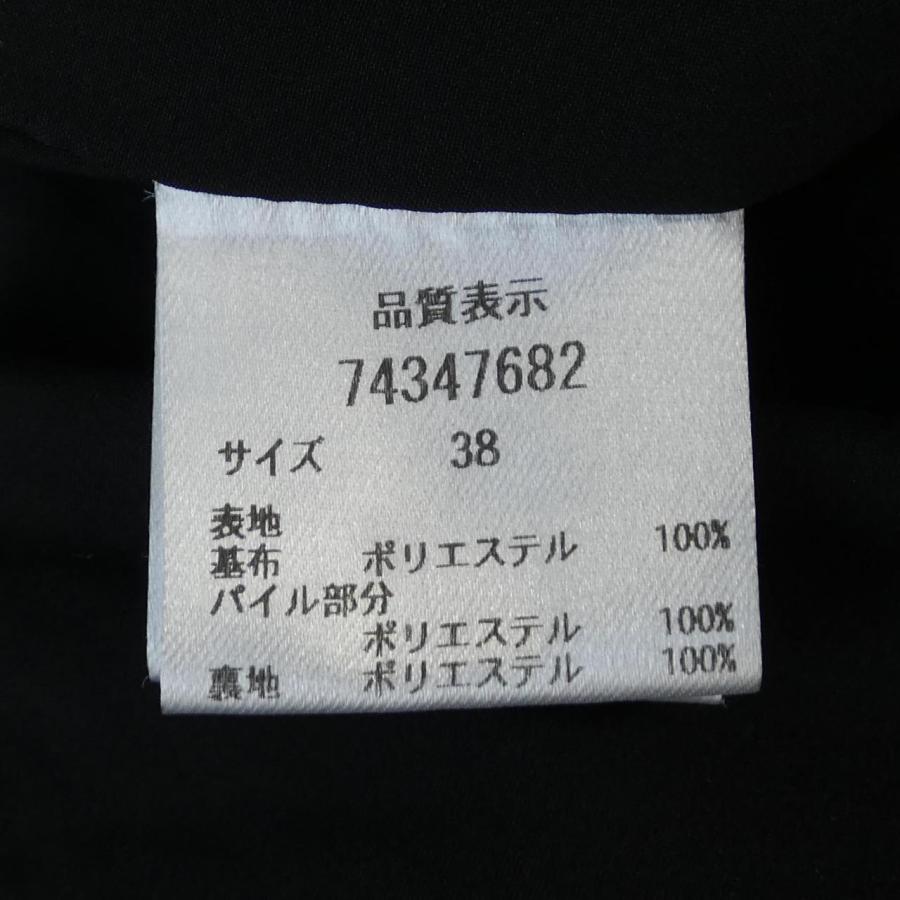 品質表示
74347682
サイズ 38
表地
基布 ポリエステル 100%
パイル部分
ポリエステル 100%
裏地 ポリエステル 100%